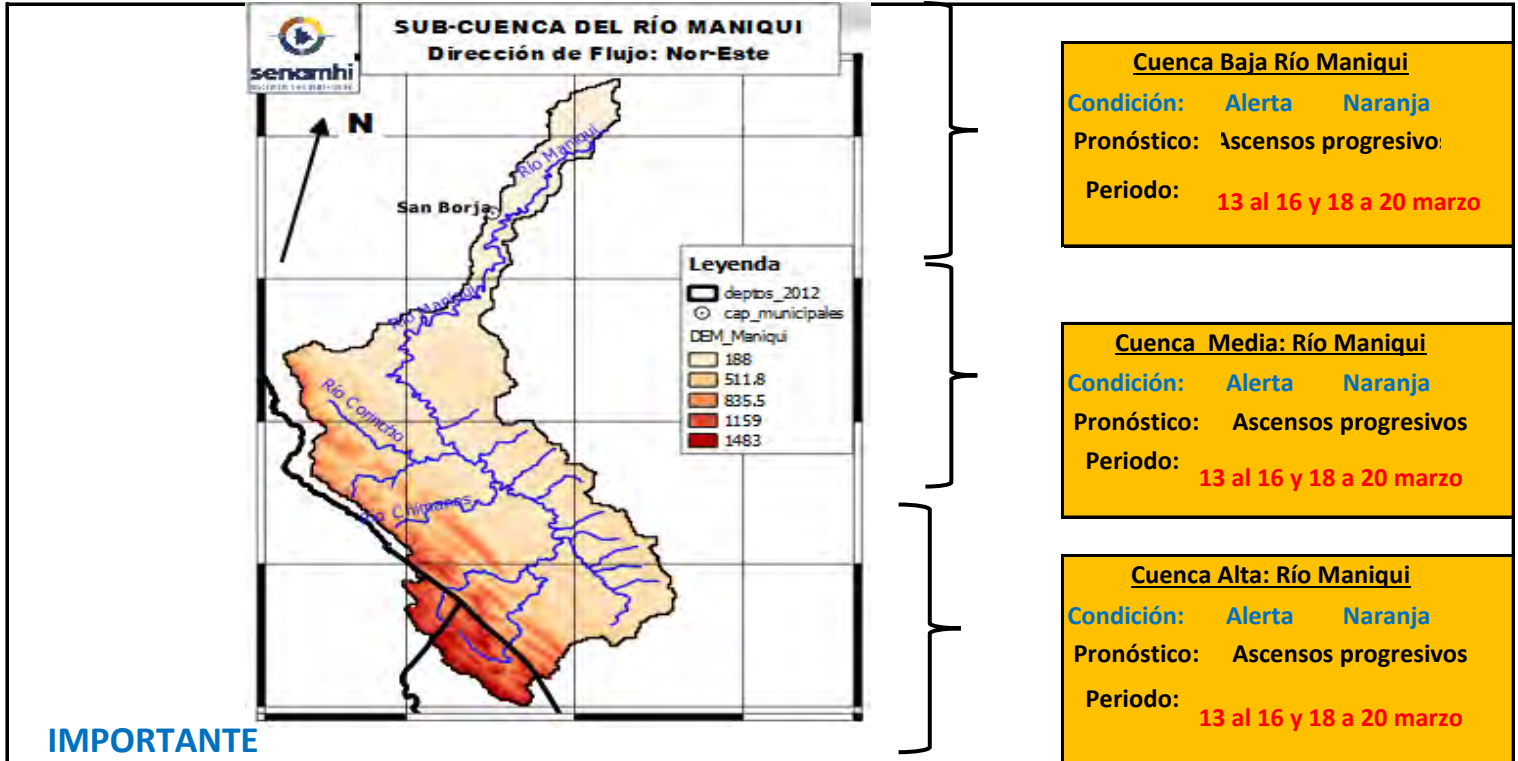 SUB-CUENCA DEL RÍO MANIQUI
Dirección de Flujo: Nor-Este
senamhi
N
Río Maniqui
San Borja
Río Maniqui
Río Corincho
Río Chimanes
Leyenda
deptos_2012
cap_municipales
DEM_Maniqui
188
511.8
835.5
1159
1483
IMPORTANTE
Cuenca Baja Río Maniqui
Condición: Alerta Naranja
Pronóstico: Ascensos progresivos
Periodo: 13 al 16 y 18 a 20 marzo
Cuenca Media: Río Maniqui
Condición: Alerta Naranja
Pronóstico: Ascensos progresivos
Periodo: 13 al 16 y 18 a 20 marzo
Cuenca Alta: Río Maniqui
Condición: Alerta Naranja
Pronóstico: Ascensos progresivos
Periodo: 13 al 16 y 18 a 20 marzo